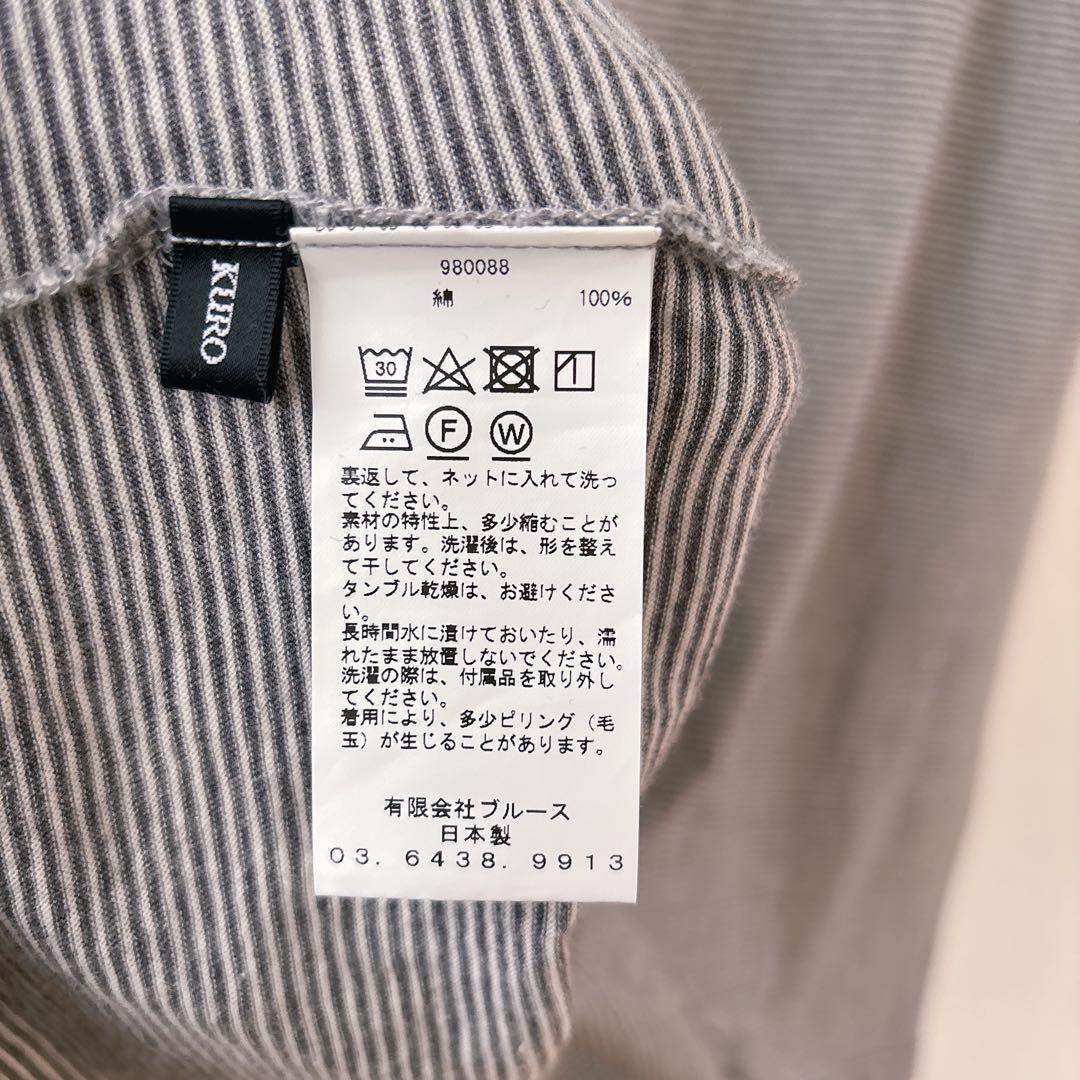 KURO
980088
綿 100%
30
F W
裏返して、ネットに入れて洗っ
てください。
素材の特性上、多少縮むことが
あります。洗濯後は、形を整え
て干してください。
タンブル乾燥は、お避けくださ
い。
長時間水に漬けておいたり、濡
れたまま放置しないでください。
洗濯の際は、付属品を取り外し
てください。
着用により、多少ピリング（毛
玉）が生じることがあります。
有限会社ブルース
日本製
03. 6438. 9913